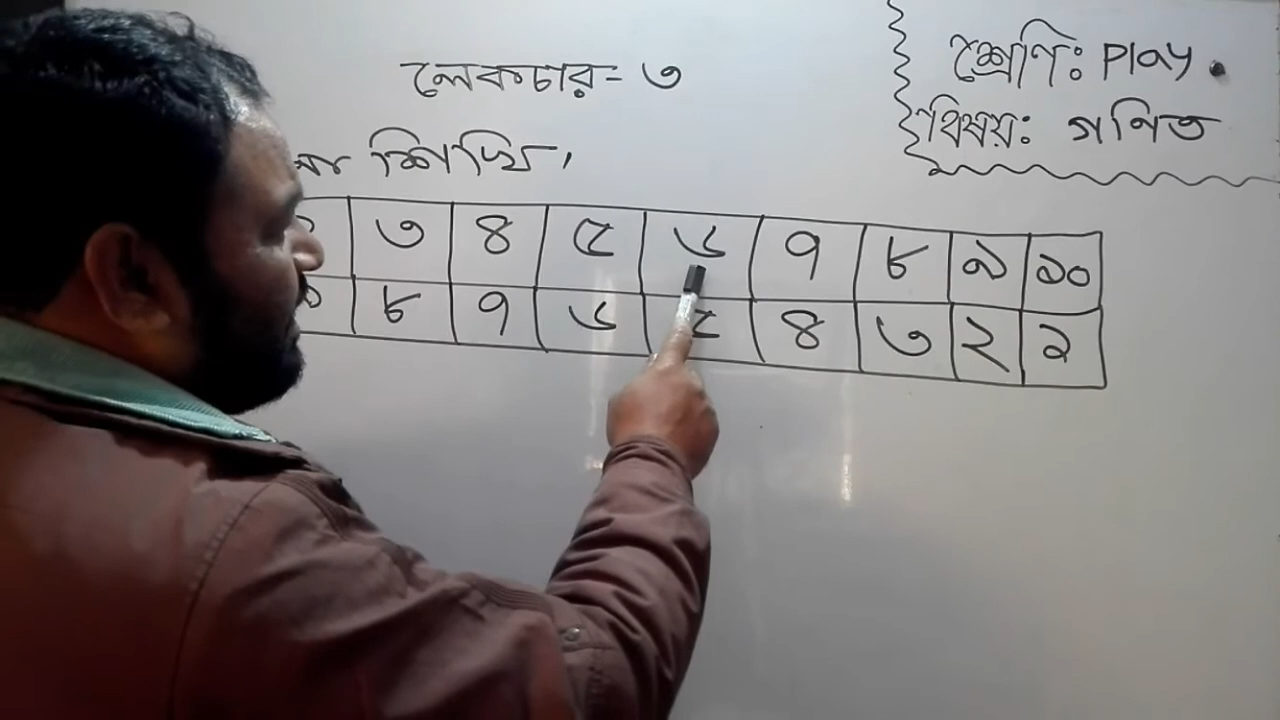 লেকচার- ৩
শ্রেণি: Play.
বিষয়: গণিত
শিখি,
৩ ৪ ৫ ৬ ৭ ৮ ৯ ১০
৮ ৭ ৬ ৫ ৪ ৩ ২ ১